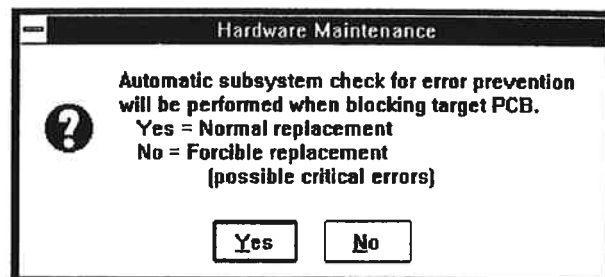 Hardware Maintenance
Automatic subsystem check for error prevention
will be performed when blocking target PCB.
Yes = Normal replacement
No = Forcible replacement
(possible critical errors)
Yes No